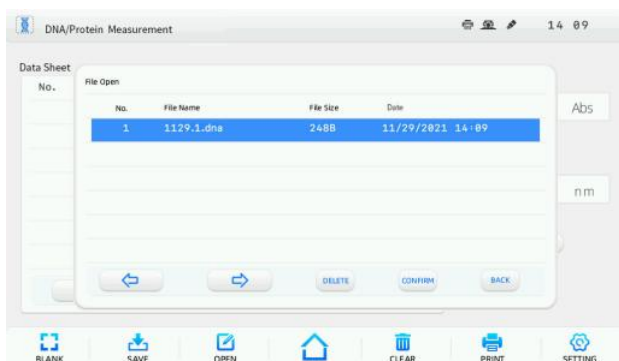 DNA/Protein Measurement 14 09
Data Sheet
No.
File Open
No. File Name File Size Date
1 1129.1.dna 248B 11/29/2021 14:09
Abs
nm
DELETE CONFIRM BACK
BLANK SAVE OPEN CLEAR PRINT SETTING